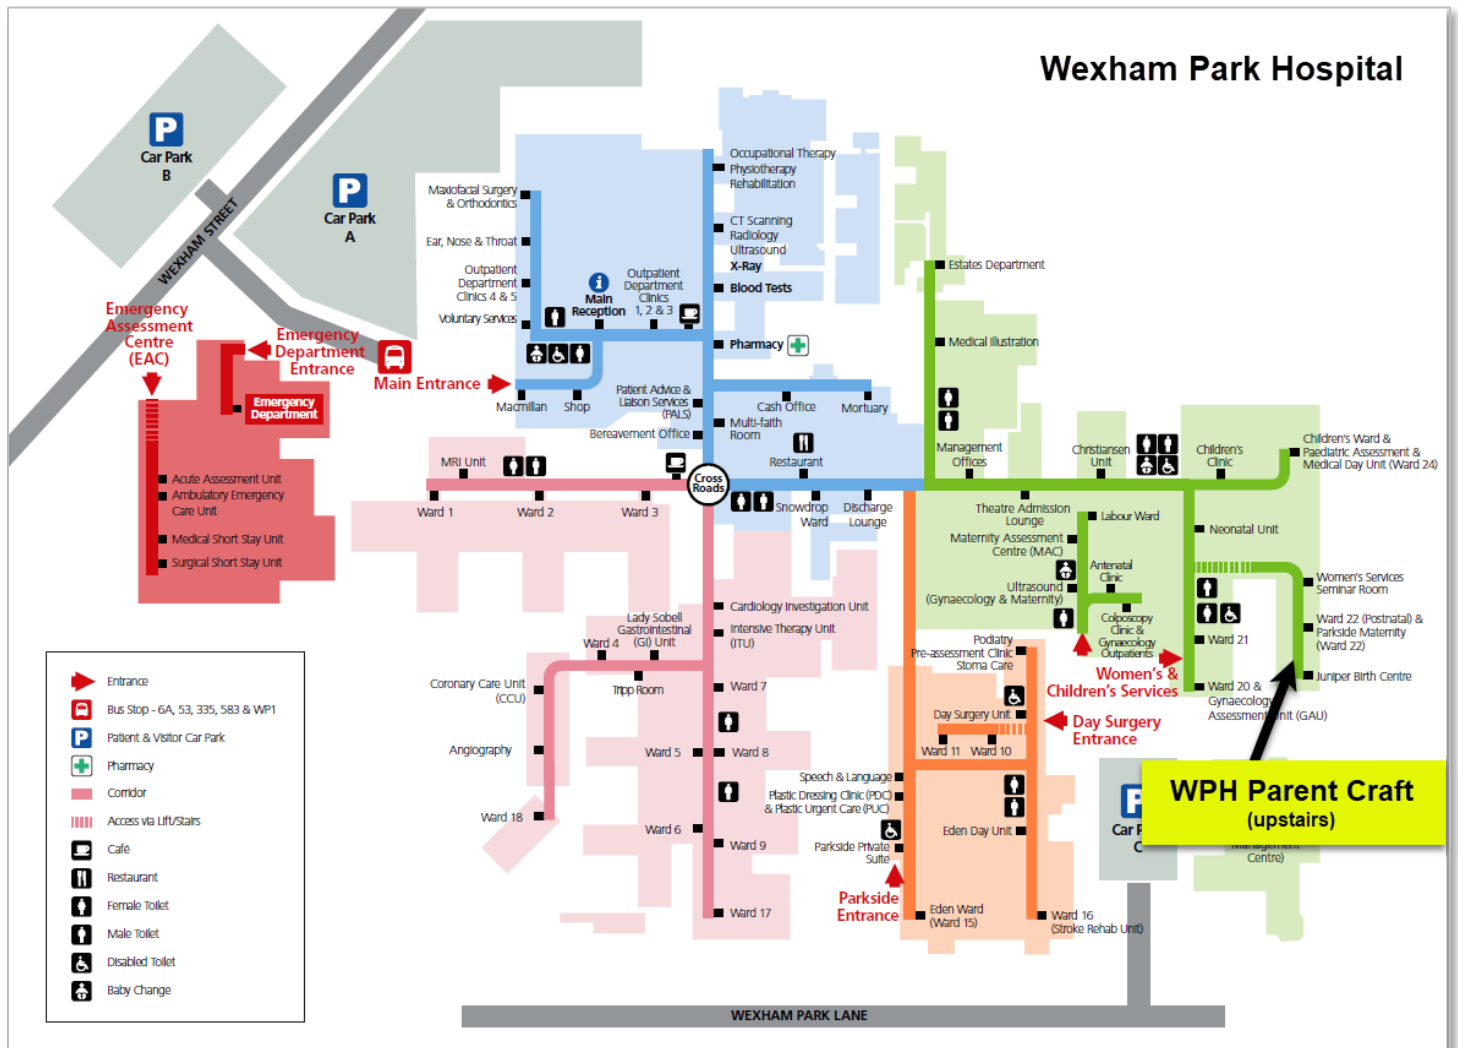 Wexham Park Hospital
P
Car Park
B
P
Car Park
A
WEXHAM STREET
Emergency
Assessment
Centre
(EAC)
Emergency
Department
Entrance
Main Entrance
Emergency
Department
Acute Assessment Unit
Ambulatory Emergency
Care Unit
Medical Short Stay Unit
Surgical Short Stay Unit
Maxiofacial Surgery
& Orthodontics
Ear, Nose & Throat
Outpatient
Department
Clinics 4 & 5
Voluntary Services
i
Main
Reception
Outpatient
Department
Clinics
1, 2 & 3
Macmillan
Shop
Occupational Therapy
Physiotherapy
Rehabilitation
CT Scanning
Radiology
Ultrasound
X-Ray
Blood Tests
Pharmacy
Patient Advice &
Liaison Services
(PALS)
Bereavement Office
Cash Office
Mortuary
Multi-faith
Room
Restaurant
Cross
Roads
Snowdrop
Ward
Discharge
Lounge
MRI Unit
Ward 1
Ward 2
Ward 3
Estates Department
Medical Illustration
Management
Offices
Christiansen
Unit
Children's
Clinic
Children's Ward &
Paediatric Assessment &
Medical Day Unit (Ward 24)
Theatre Admission
Lounge
Labour Ward
Maternity Assessment
Centre (MAC)
Antenatal
Clinic
Ultrasound
(Gynaecology & Maternity)
Colposcopy
Clinic &
Gynaecology
Outpatients
Neonatal Unit
Women's Services
Seminar Room
Ward 22 (Postnatal) &
Parkside Maternity
(Ward 22)
Ward 21
Juniper Birth Centre
Ward 20 &
Gynaecology
Assessment Unit (GAU)
Women's &
Children's Services
Cardiology Investigation Unit
Intensive Therapy Unit
(ITU)
Lady Sobell
Gastrointestinal
(GI) Unit
Ward 4
Tripp Room
Coronary Care Unit
(CCU)
Angiography
Ward 18
Ward 7
Ward 5
Ward 8
Ward 6
Ward 9
Ward 17
Podiatry
Pre-assessment Clinic
Stoma Care
Day Surgery Unit
Day Surgery
Entrance
Ward 11
Ward 10
Speech & Language
Plastic Dressing Clinic (PDC)
& Plastic Urgent Care (PUC)
Eden Day Unit
Parkside Private
Suite
Parkside
Entrance
Eden Ward
(Ward 15)
Ward 16
(Stroke Rehab Unit)
P
Car
C
WPH Parent Craft
(upstairs)
Management
Centre)
Entrance
Bus Stop - 6A, 53, 335, 583 & WP1
P
Patient & Visitor Car Park
Pharmacy
Corridor
Access via Lift/Stairs
Café
Restaurant
Female Toilet
Male Toilet
Disabled Toilet
Baby Change
WEXHAM PARK LANE